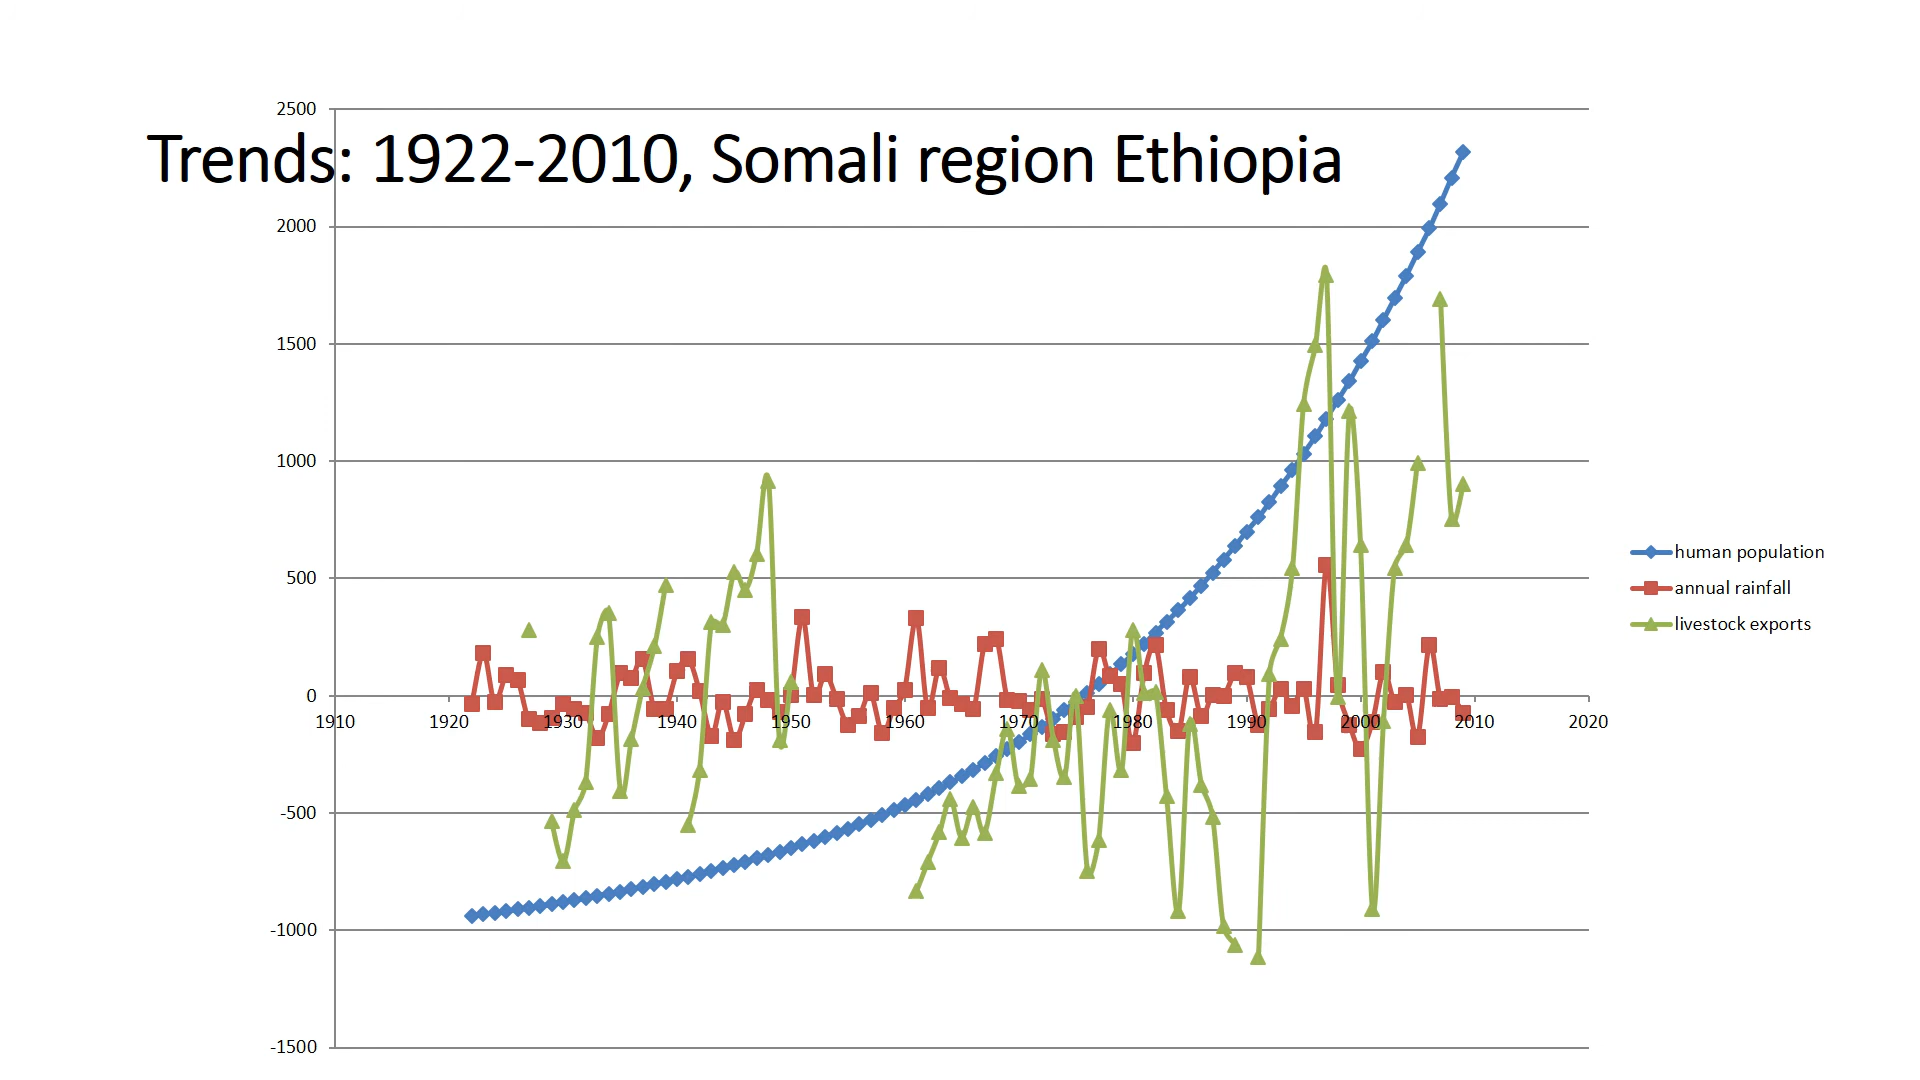 Trends: 1922-2010, Somali region Ethiopia
2500
2000
1500
1000
500
0
-500
-1000
-1500
1910 1920 1930 1940 1950 1960 1970 1980 1990 2000 2010 2020
human population
annual rainfall
livestock exports